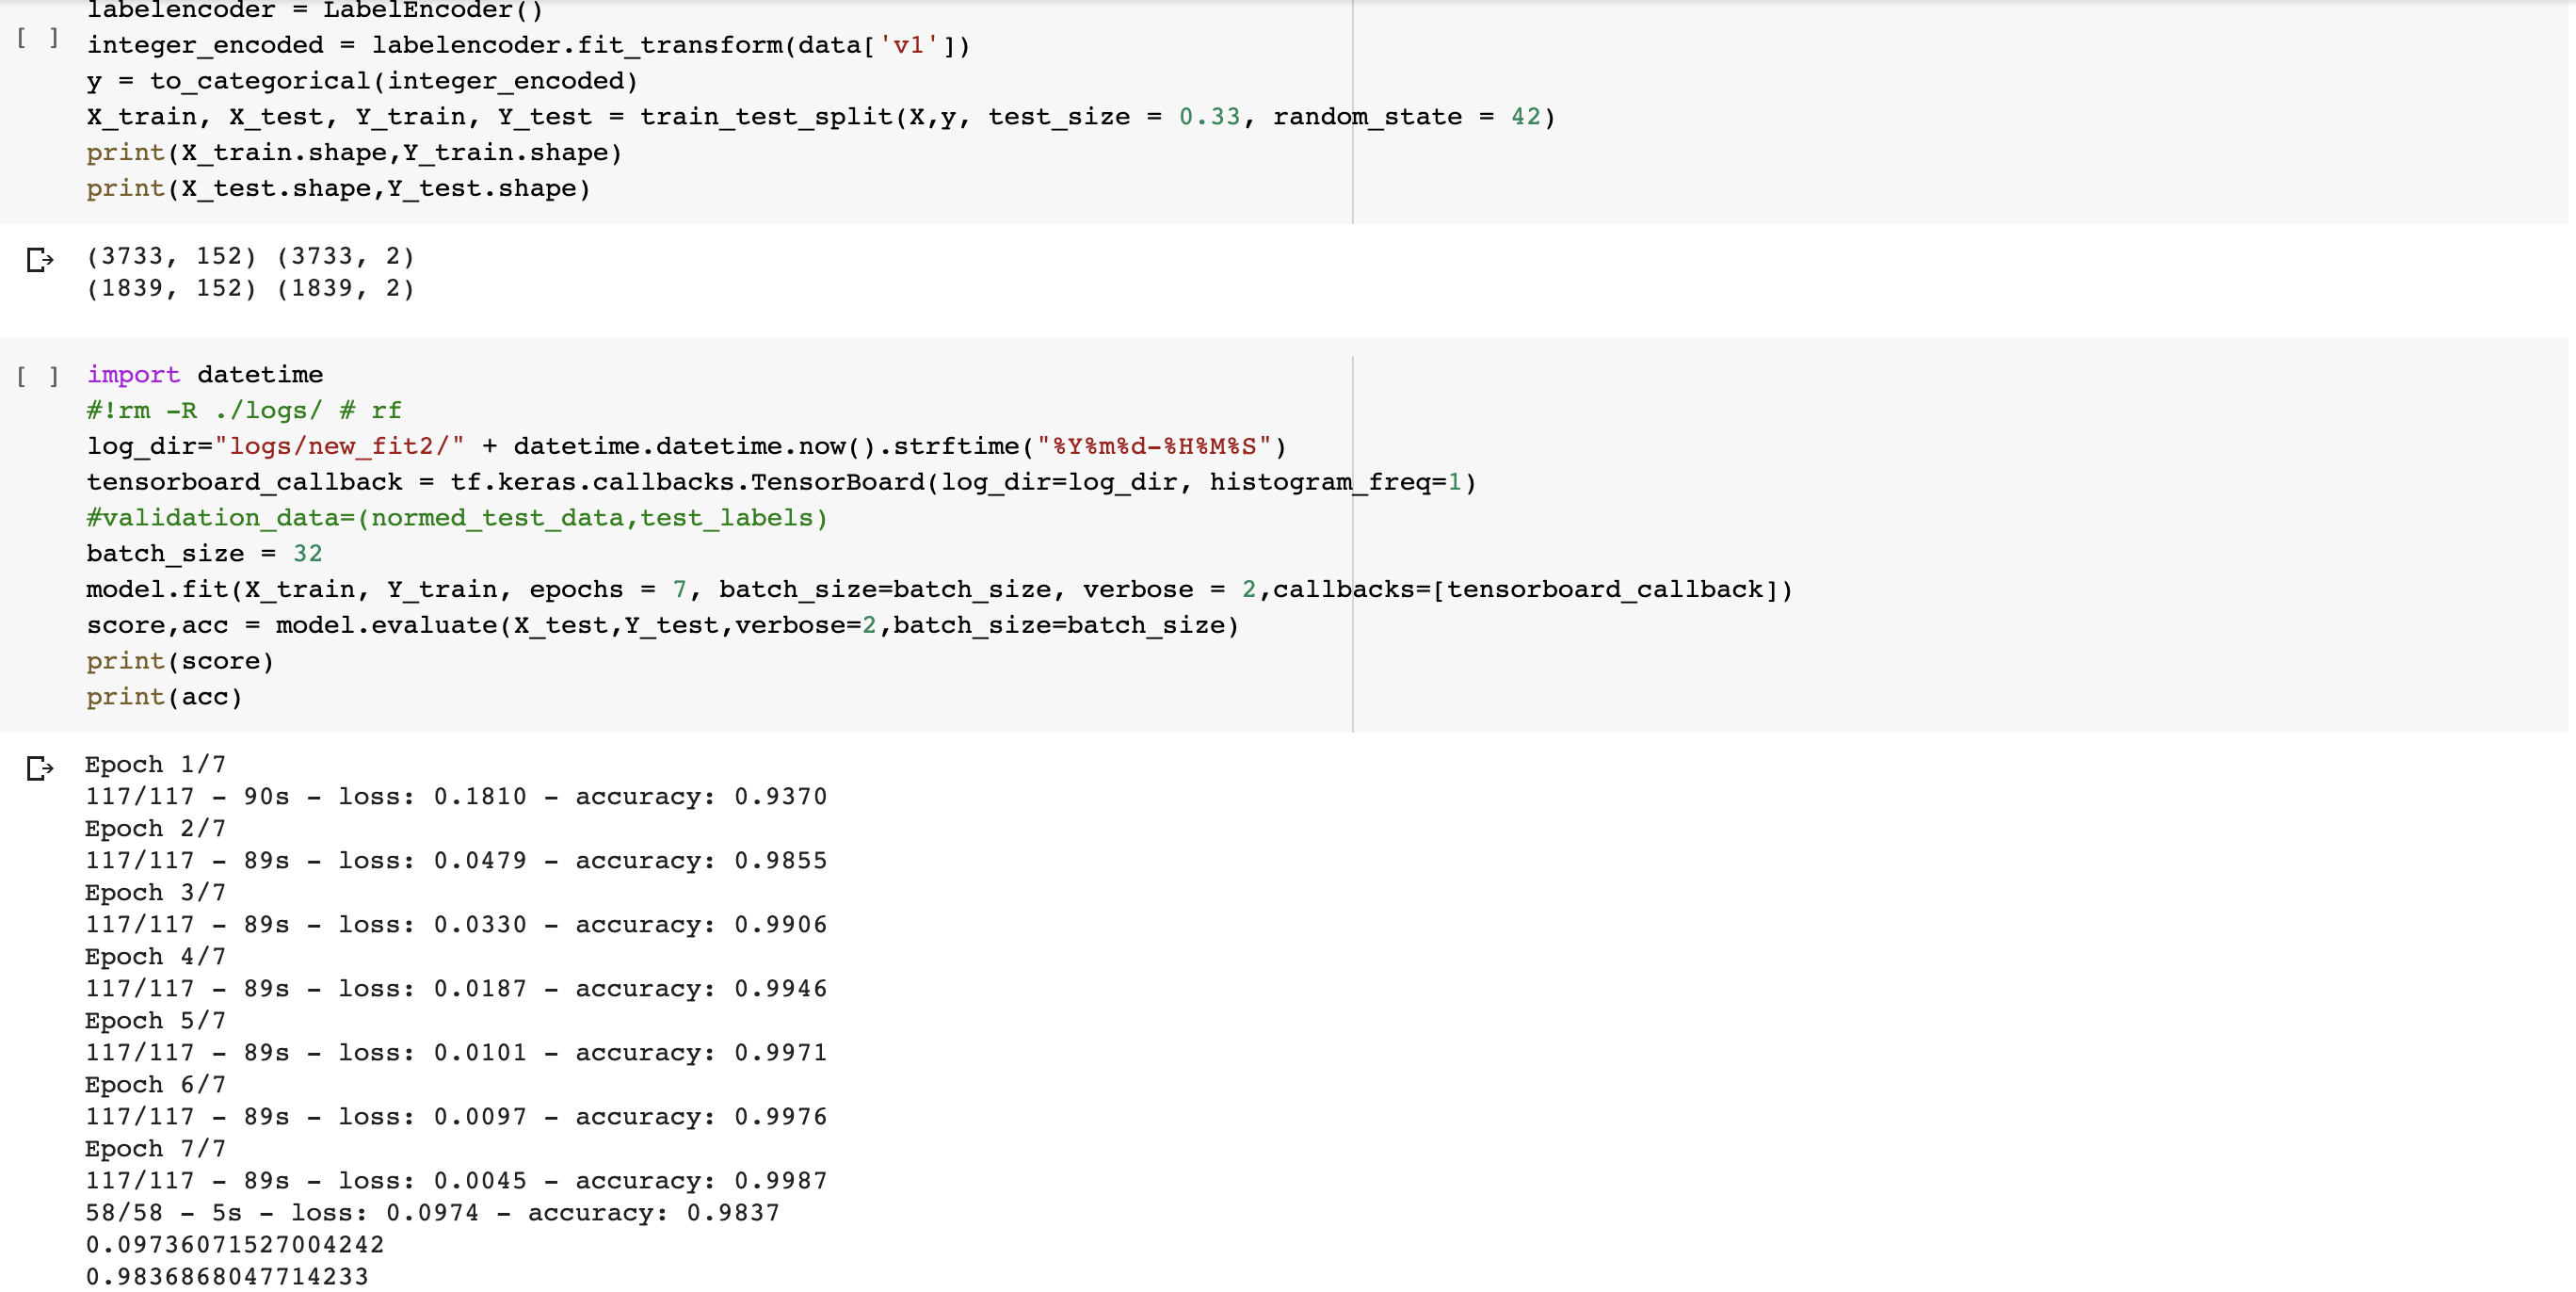 labelencoder = LabelEncoder()
[ ] integer_encoded = labelencoder.fit_transform(data['v1'])
y = to_categorical(integer_encoded)
X_train, X_test, Y_train, Y_test = train_test_split(X,y, test_size = 0.33, random_state = 42)
print(X_train.shape,Y_train.shape)
print(X_test.shape,Y_test.shape)
(3733, 152) (3733, 2)
(1839, 152) (1839, 2)
[ ] import datetime
#!rm -R ./logs/ # rf
log_dir="logs/new_fit2/" + datetime.datetime.now().strftime("%Y%m%d-%H%M%S")
tensorboard_callback = tf.keras.callbacks.TensorBoard(log_dir=log_dir, histogram_freq=1)
#validation_data=(normed_test_data,test_labels)
batch_size = 32
model.fit(X_train, Y_train, epochs = 7, batch_size=batch_size, verbose = 2,callbacks=[tensorboard_callback])
score,acc = model.evaluate(X_test,Y_test,verbose=2,batch_size=batch_size)
print(score)
print(acc)
Epoch 1/7
117/117 - 90s - loss: 0.1810 - accuracy: 0.9370
Epoch 2/7
117/117 - 89s - loss: 0.0479 - accuracy: 0.9855
Epoch 3/7
117/117 - 89s - loss: 0.0330 - accuracy: 0.9906
Epoch 4/7
117/117 - 89s - loss: 0.0187 - accuracy: 0.9946
Epoch 5/7
117/117 - 89s - loss: 0.0101 - accuracy: 0.9971
Epoch 6/7
117/117 - 89s - loss: 0.0097 - accuracy: 0.9976
Epoch 7/7
117/117 - 89s - loss: 0.0045 - accuracy: 0.9987
58/58 - 5s - loss: 0.0974 - accuracy: 0.9837
0.09736071527004242
0.9836868047714233